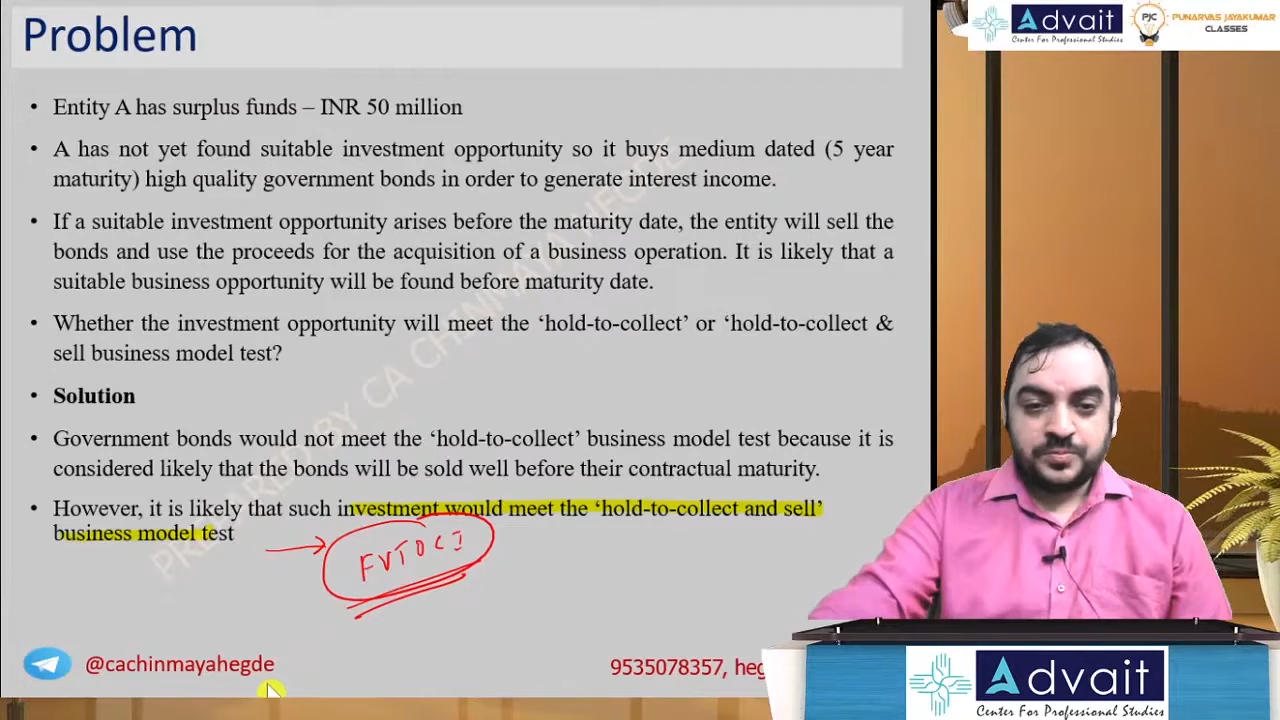 Problem
Advait
CENTER FOR PROFESSIONAL STUDIES
PJC
PUNARVAS JAYAKUMAR
CLASSES
• Entity A has surplus funds – INR 50 million
• A has not yet found suitable investment opportunity so it buys medium dated (5 year
maturity) high quality government bonds in order to generate interest income.
• If a suitable investment opportunity arises before the maturity date, the entity will sell the
bonds and use the proceeds for the acquisition of a business operation. It is likely that a
suitable business opportunity will be found before maturity date.
• Whether the investment opportunity will meet the ‘hold-to-collect’ or ‘hold-to-collect &
sell business model test?
• Solution
• Government bonds would not meet the ‘hold-to-collect’ business model test because it is
considered likely that the bonds will be sold well before their contractual maturity.
• However, it is likely that such investment would meet the ‘hold-to-collect and sell’
business model test
FVTOCI
PREPARED BY CA CHINMAYA HEGDE
@cachinmayahegde
9535078357, heg
Advait
CENTER FOR PROFESSIONAL STUDIES